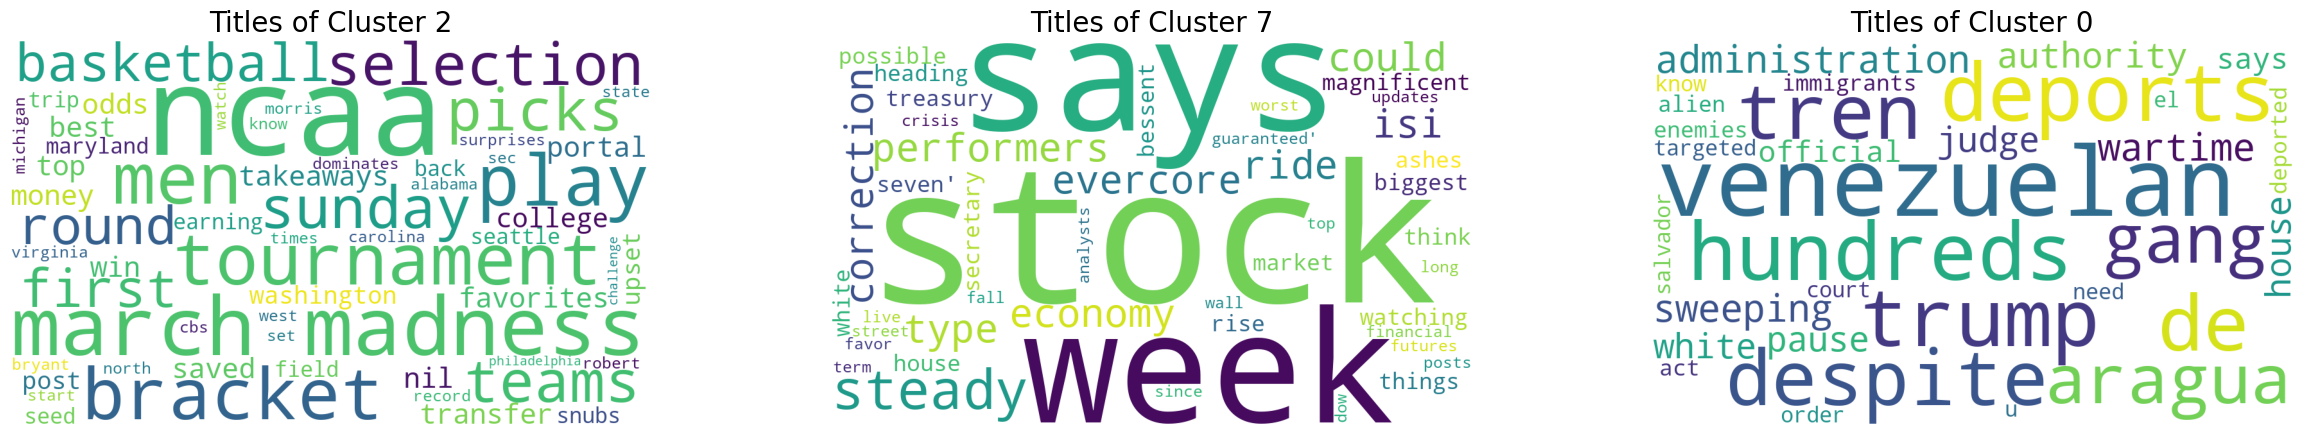 Titles of Cluster 2
basketball selection
ncaa
picks
trip odds watch morris know state
best
michigan maryland surprises portal
top men dominates sec back play
takeaways alabama
money sunday
round earning college
times carolina seattle
virginia tournament
win first challenge upset
washington favorites
march cbs west set madness
bryant north saved field philadelphia robert
post bracket nil teams
start record
seed transfer snubs
Titles of Cluster 7
possible says could
heading magnificent
treasury bessent worst updates
crisis isi
correction performers guaranteed'
ride ashes
seven' evercore biggest
secretary stock
analysts top think
market long
white fall
economy wall
live type rise watching
street financial
favor week futures
term house posts
steady since dow things
Titles of Cluster 0
administration authority says
know immigrants deports
alien tren el
enemies judge deported
targeted official wartime
venezuelan
salvador hundreds gang house
court need
sweeping trump de
white pause
act despite aragua
order u